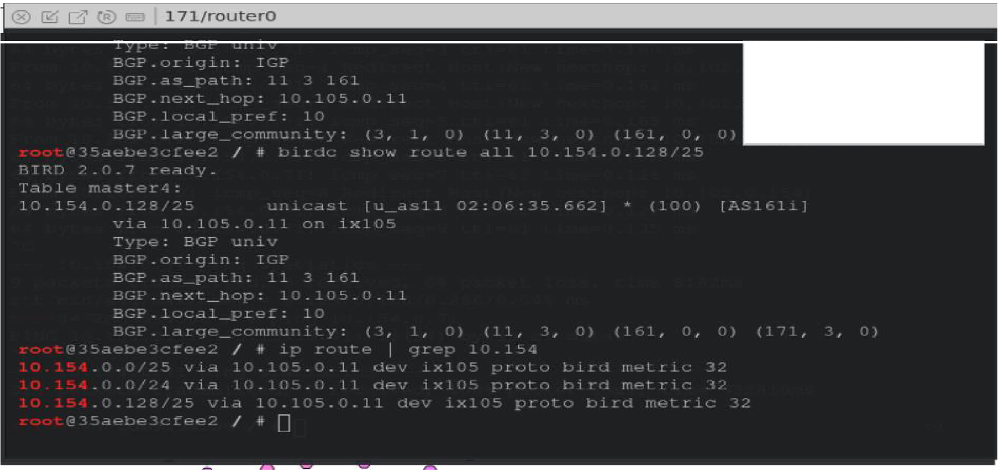 171/router0
Type: BGP univ
BGP.origin: IGP
BGP.as_path: 11 3 161
BGP.next_hop: 10.105.0.11
BGP.local_pref: 10
BGP.large_community: (3, 1, 0) (11, 3, 0) (161, 0, 0)
root@35aebe3cfee2 / # birdc show route all 10.154.0.128/25
BIRD 2.0.7 ready.
Table master4:
10.154.0.128/25 unicast [u_as11 02:06:35.662] * (100) [AS161i]
via 10.105.0.11 on ix105
Type: BGP univ
BGP.origin: IGP
BGP.as_path: 11 3 161
BGP.next_hop: 10.105.0.11
BGP.local_pref: 10
BGP.large_community: (3, 1, 0) (11, 3, 0) (161, 0, 0) (171, 3, 0)
root@35aebe3cfee2 / # ip route | grep 10.154
10.154.0.0/25 via 10.105.0.11 dev ix105 proto bird metric 32
10.154.0.0/24 via 10.105.0.11 dev ix105 proto bird metric 32
10.154.0.128/25 via 10.105.0.11 dev ix105 proto bird metric 32
root@35aebe3cfee2 / #